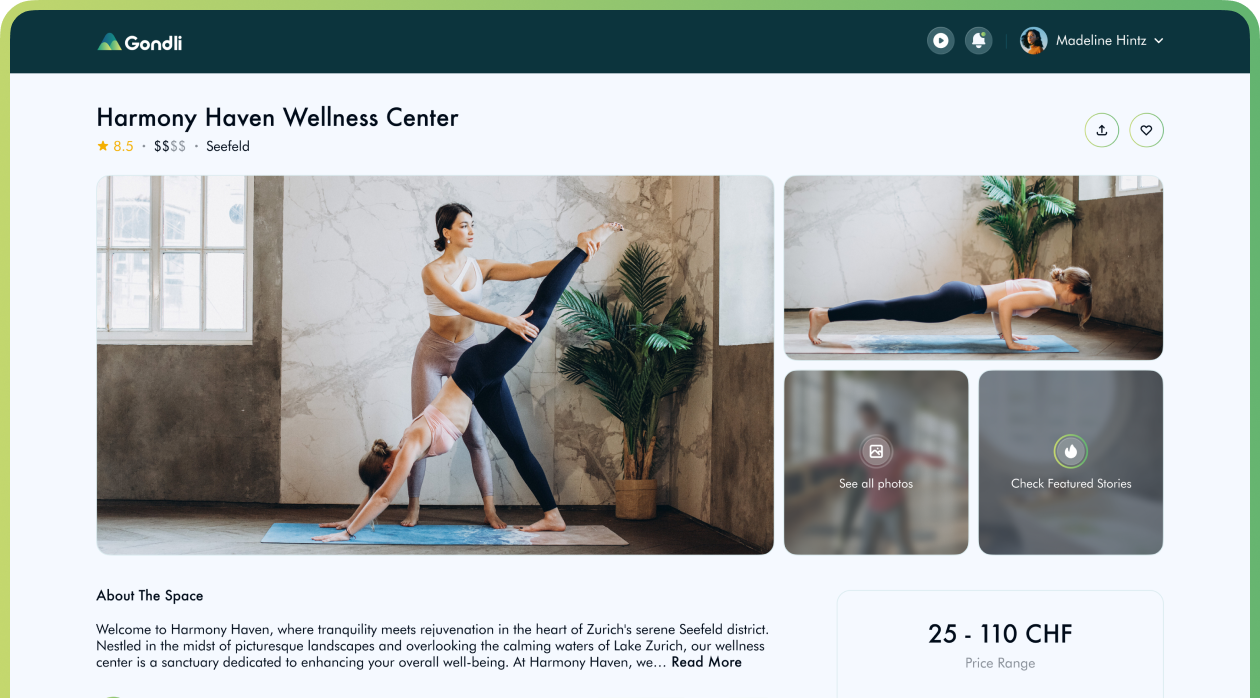 Gondli
Madeline Hintz
Harmony Haven Wellness Center
8.5 · $$$$ · Seefeld
See all photos
Check Featured Stories
About The Space
Welcome to Harmony Haven, where tranquility meets rejuvenation in the heart of Zurich's serene Seefeld district.
Nestled in the midst of picturesque landscapes and overlooking the calming waters of Lake Zurich, our wellness
center is a sanctuary dedicated to enhancing your overall well-being. At Harmony Haven, we... Read More
25 - 110 CHF
Price Range